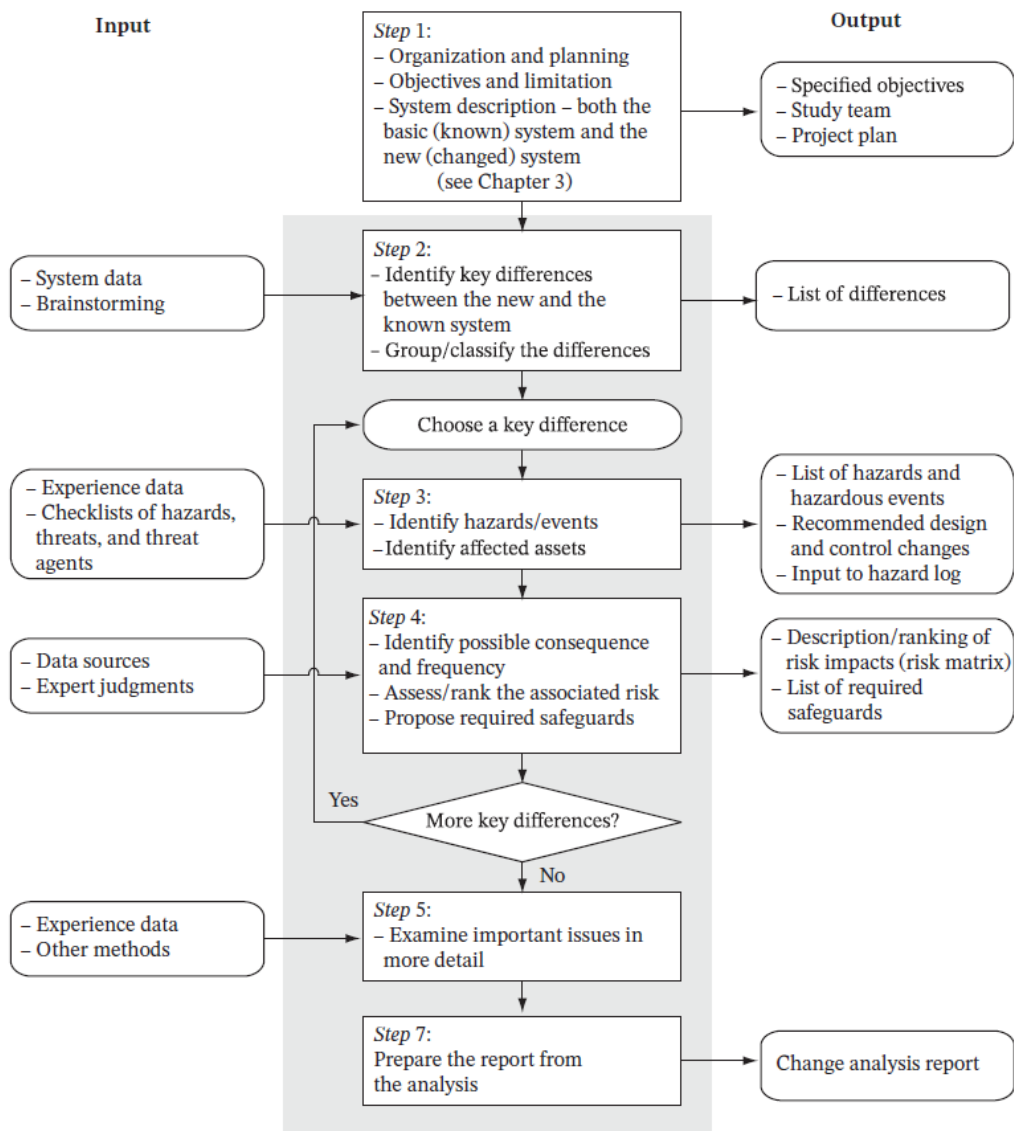 Input
Output
Step 1:
– Organization and planning
– Objectives and limitation
– System description – both the
basic (known) system and the
new (changed) system
(see Chapter 3)
– Specified objectives
– Study team
– Project plan
– System data
– Brainstorming
Step 2:
– Identify key differences
between the new and the
known system
– Group/classify the differences
– List of differences
Choose a key difference
– Experience data
– Checklists of hazards,
threats, and threat
agents
Step 3:
– Identify hazards/events
– Identify affected assets
– List of hazards and
hazardous events
– Recommended design
and control changes
– Input to hazard log
– Data sources
– Expert judgments
Step 4:
– Identify possible consequence
and frequency
– Assess/rank the associated risk
– Propose required safeguards
– Description/ranking of
risk impacts (risk matrix)
– List of required
safeguards
Yes
More key differences?
No
– Experience data
– Other methods
Step 5:
– Examine important issues in
more detail
Step 7:
Prepare the report from
the analysis
Change analysis report